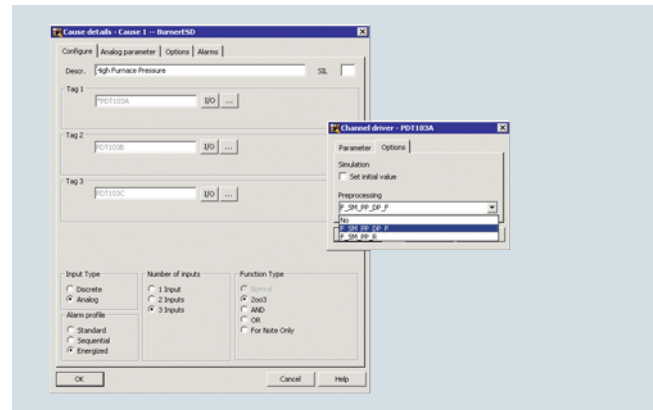 Cause details - Cause 1 -- BurnerESD
Configure Analog parameter Options Alarms
Descr. High Furnace Pressure SIL
Tag 1
*PDT103A I/O ...
Tag 2
PDT103B I/O ...
Tag 3
PDT103C I/O ...
Channel driver - PDT103A
Parameter Options
Simulation
Set initial value
Preprocessing
F_SM_PP_DP_F
No
F_SM_PP_DP_F
F_SM_PP_R
Input Type
Discrete
Analog
Alarm profile
Standard
Sequential
Energized
Number of inputs
1 Input
2 Inputs
3 Inputs
Function Type
Normal
2oo3
AND
OR
For Note Only
OK Cancel Help